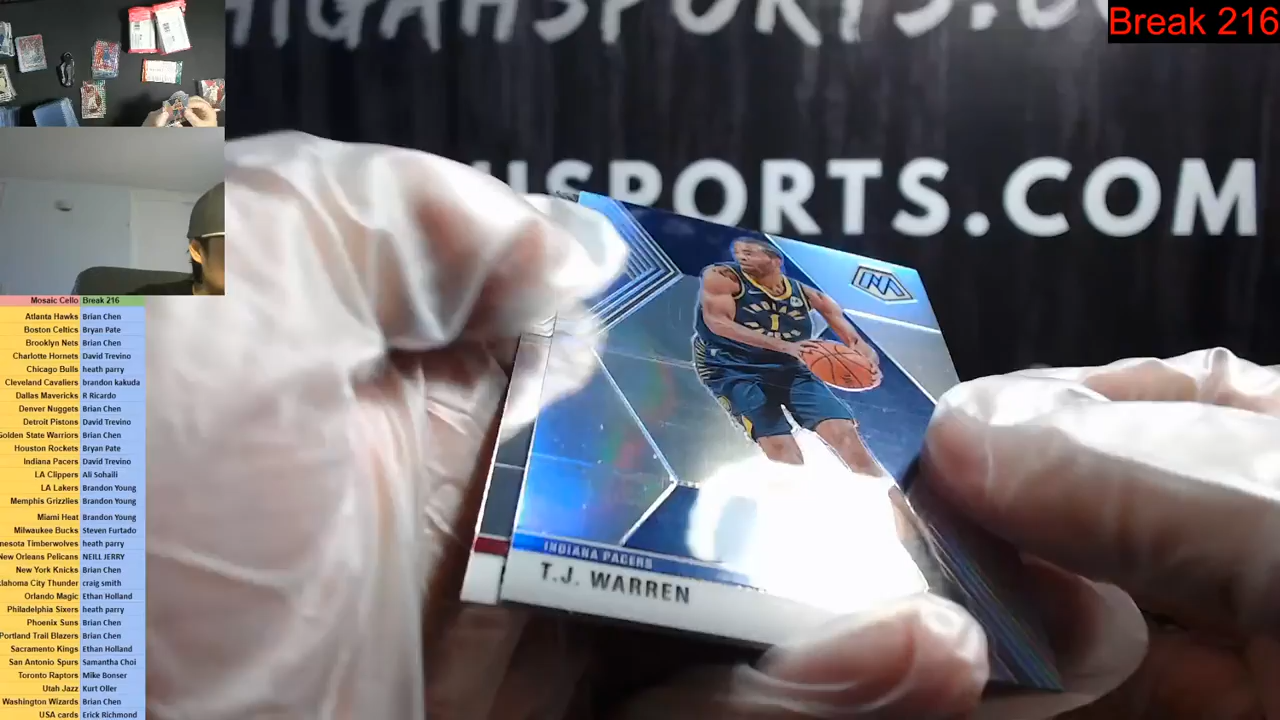 HIGAHSPORTS.CO
Break 216
SPORTS.COM
Mosaic Cello Break 216
Atlanta Hawks Brian Chen
Boston Celtics Bryan Pate
Brooklyn Nets Brian Chen
Charlotte Hornets David Trevino
Chicago Bulls heath parry
Cleveland Cavaliers brandon kakuda
Dallas Mavericks R Ricardo
Denver Nuggets Brian Chen
Detroit Pistons David Trevino
Golden State Warriors Brian Chen
Houston Rockets Bryan Pate
Indiana Pacers David Trevino
LA Clippers Ali Sohaili
LA Lakers Brandon Young
Memphis Grizzlies Brandon Young
Miami Heat Brandon Young
Milwaukee Bucks Steven Furtado
nesota Timberwolves heath parry
New Orleans Pelicans NEILL JERRY
New York Knicks Brian Chen
klahoma City Thunder craig smith
Orlando Magic Ethan Holland
Philadelphia Sixers heath parry
Phoenix Suns Brian Chen
Portland Trail Blazers Brian Chen
Sacramento Kings Ethan Holland
San Antonio Spurs Samantha Choi
Toronto Raptors Mike Bonser
Utah Jazz Kurt Oller
Washington Wizards Brian Chen
USA cards Erick Richmond
M
INDIANA
1
PACERS
INDIANA PACERS
T.J. WARREN